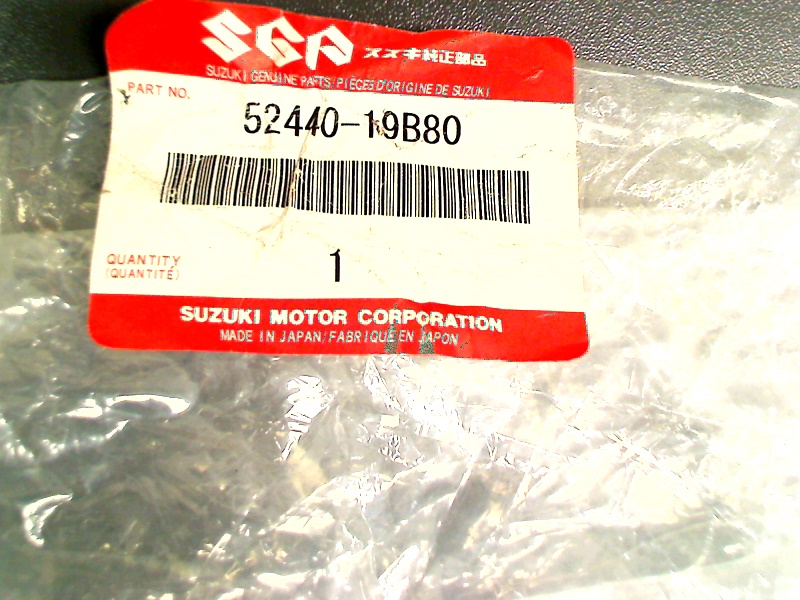 SGP スズキ純正部品
SUZUKI GENUINE PARTS/PIÈCES D'ORIGINE DE SUZUKI
PART NO.
52440-19B80
QUANTITY
(QUANTITÉ)
1
SUZUKI MOTOR CORPORATION
MADE IN JAPAN/FABRIQUÉ EN JAPON